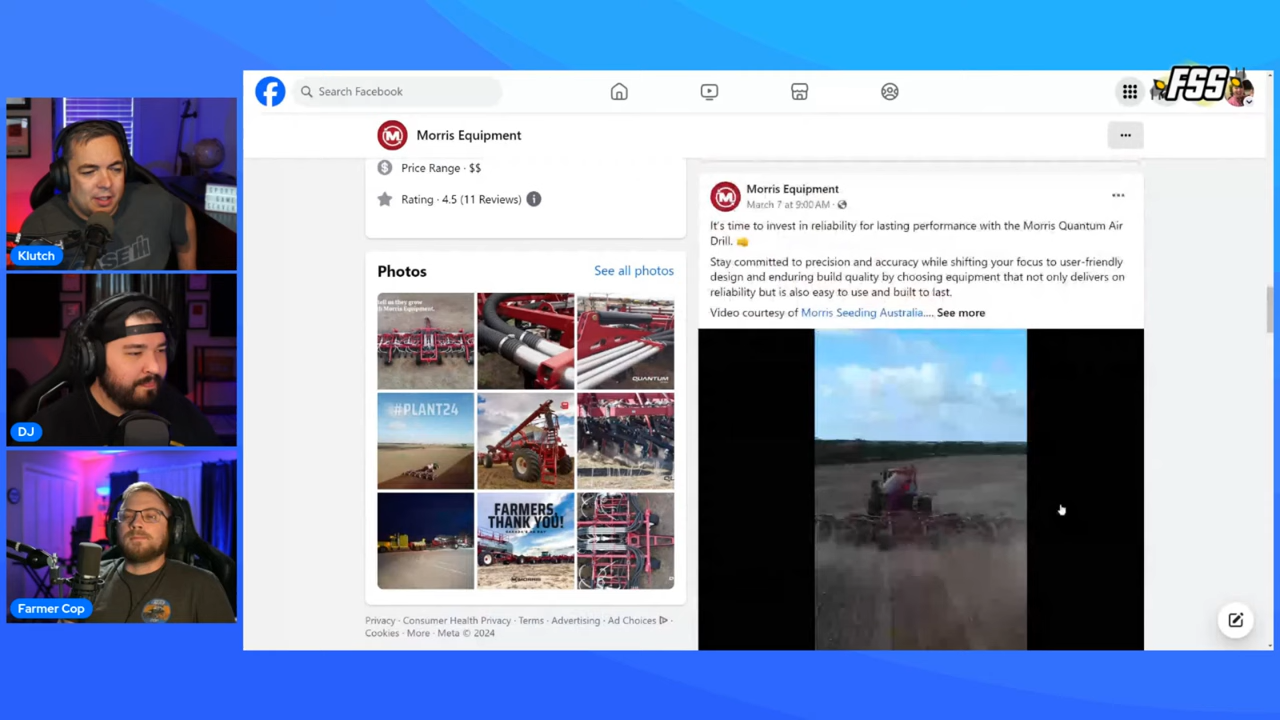 Search Facebook
FSS
Morris Equipment
Price Range · $$
Rating · 4.5 (11 Reviews)
Photos
See all photos
with Morris Equipment.
QUANTUM
#PLANT24
FARMERS,
THANK YOU!
MORRIS
Privacy · Consumer Health Privacy · Terms · Advertising · Ad Choices ·
Cookies · More · Meta © 2024
Morris Equipment
March 7 at 9:00 AM ·
It's time to invest in reliability for lasting performance with the Morris Quantum Air
Drill.
Stay committed to precision and accuracy while shifting your focus to user-friendly
design and enduring build quality by choosing equipment that not only delivers on
reliability but is also easy to use and built to last.
Video courtesy of Morris Seeding Australia.... See more
Klutch
DJ
Farmer Cop